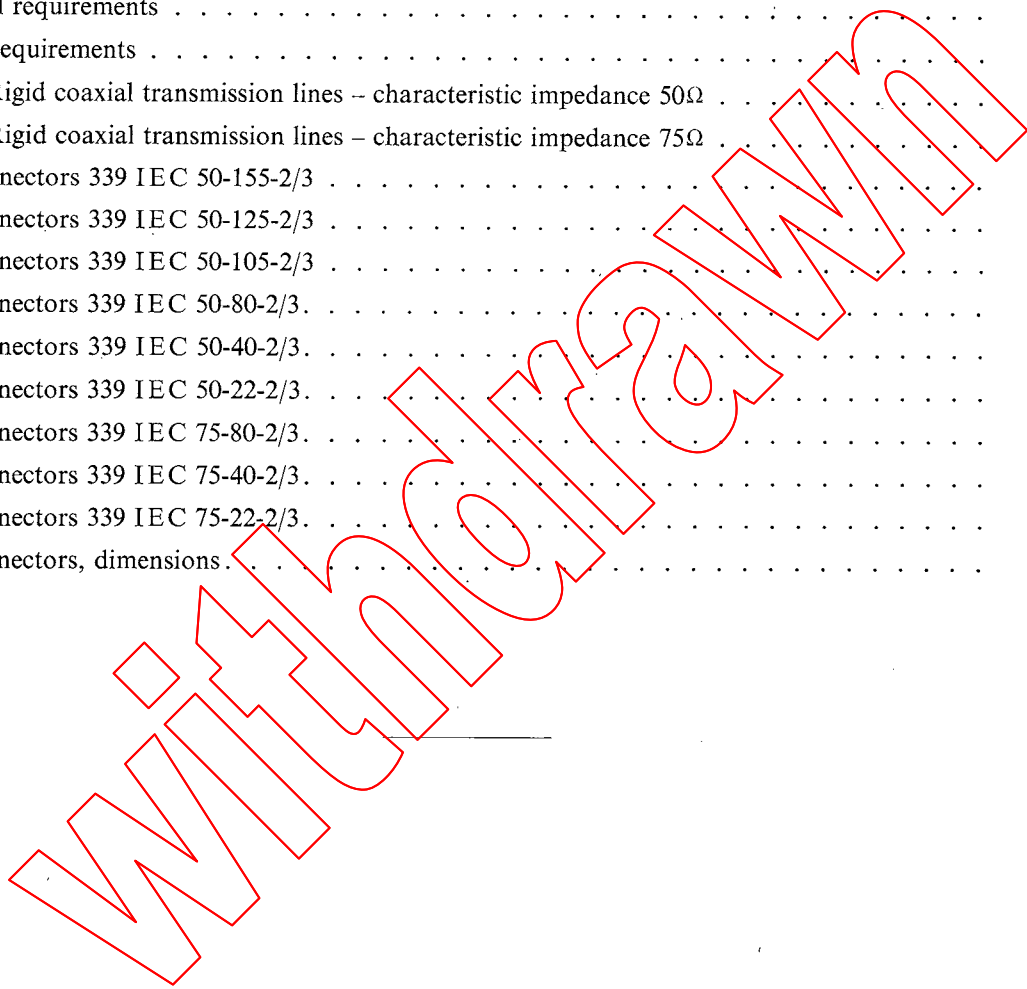 l requirements . . . . . . . . . . . . . . . . . . . . . . . . . . . . . . . .
equirements . . . . . . . . . . . . . . . . . . . . . . . . . . . . . . . . .
Rigid coaxial transmission lines – characteristic impedance 50Ω . . . . . . . . . . .
Rigid coaxial transmission lines – characteristic impedance 75Ω . . . . . . . . . . .
nectors 339 IEC 50-155-2/3 . . . . . . . . . . . . . . . . . . . . . . . . . .
nectors 339 IEC 50-125-2/3 . . . . . . . . . . . . . . . . . . . . . . . . . .
nectors 339 IEC 50-105-2/3 . . . . . . . . . . . . . . . . . . . . . . . . . .
nectors 339 IEC 50-80-2/3. . . . . . . . . . . . . . . . . . . . . . . . . . .
nectors 339 IEC 50-40-2/3. . . . . . . . . . . . . . . . . . . . . . . . . . .
nectors 339 IEC 50-22-2/3. . . . . . . . . . . . . . . . . . . . . . . . . . .
nectors 339 IEC 75-80-2/3. . . . . . . . . . . . . . . . . . . . . . . . . . .
nectors 339 IEC 75-40-2/3. . . . . . . . . . . . . . . . . . . . . . . . . . .
nectors 339 IEC 75-22-2/3. . . . . . . . . . . . . . . . . . . . . . . . . . .
nectors, dimensions. . . . . . . . . . . . . . . . . . . . . . . . . . . . . .
withdrawn